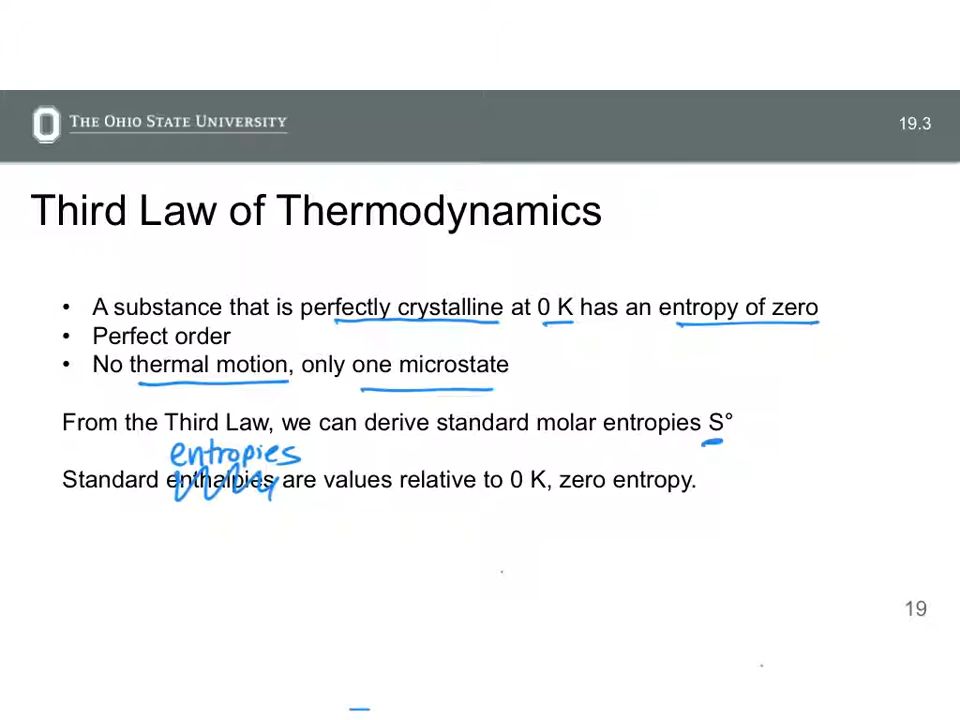 THE OHIO STATE UNIVERSITY
19.3
Third Law of Thermodynamics
• A substance that is perfectly crystalline at 0 K has an entropy of zero
• Perfect order
• No thermal motion, only one microstate
From the Third Law, we can derive standard molar entropies S°
entropies
Standard enthalpies are values relative to 0 K, zero entropy.
19